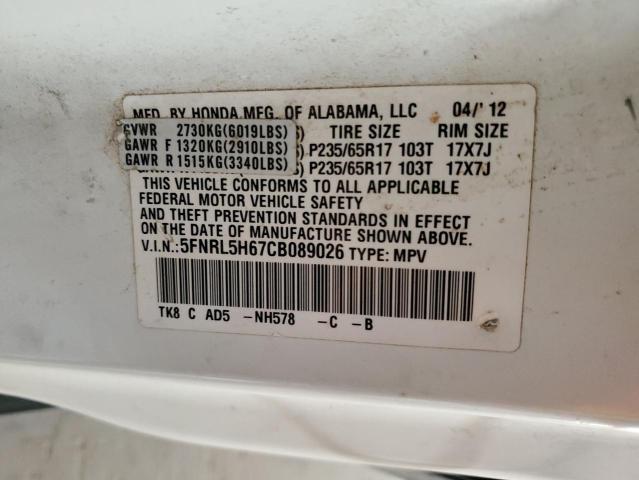 MFD. BY HONDA MFG. OF ALABAMA, LLC 04/'12
GVWR 2730KG(6019LBS) TIRE SIZE RIM SIZE
GAWR F 1320KG(2910LBS) P235/65R17 103T 17X7J
GAWR R 1515KG(3340LBS) P235/65R17 103T 17X7J
THIS VEHICLE CONFORMS TO ALL APPLICABLE
FEDERAL MOTOR VEHICLE SAFETY
AND THEFT PREVENTION STANDARDS IN EFFECT
ON THE DATE OF MANUFACTURE SHOWN ABOVE.
V.I.N.:5FNRL5H67CB089026 TYPE: MPV
TK8 C AD5 -NH578 -C -B